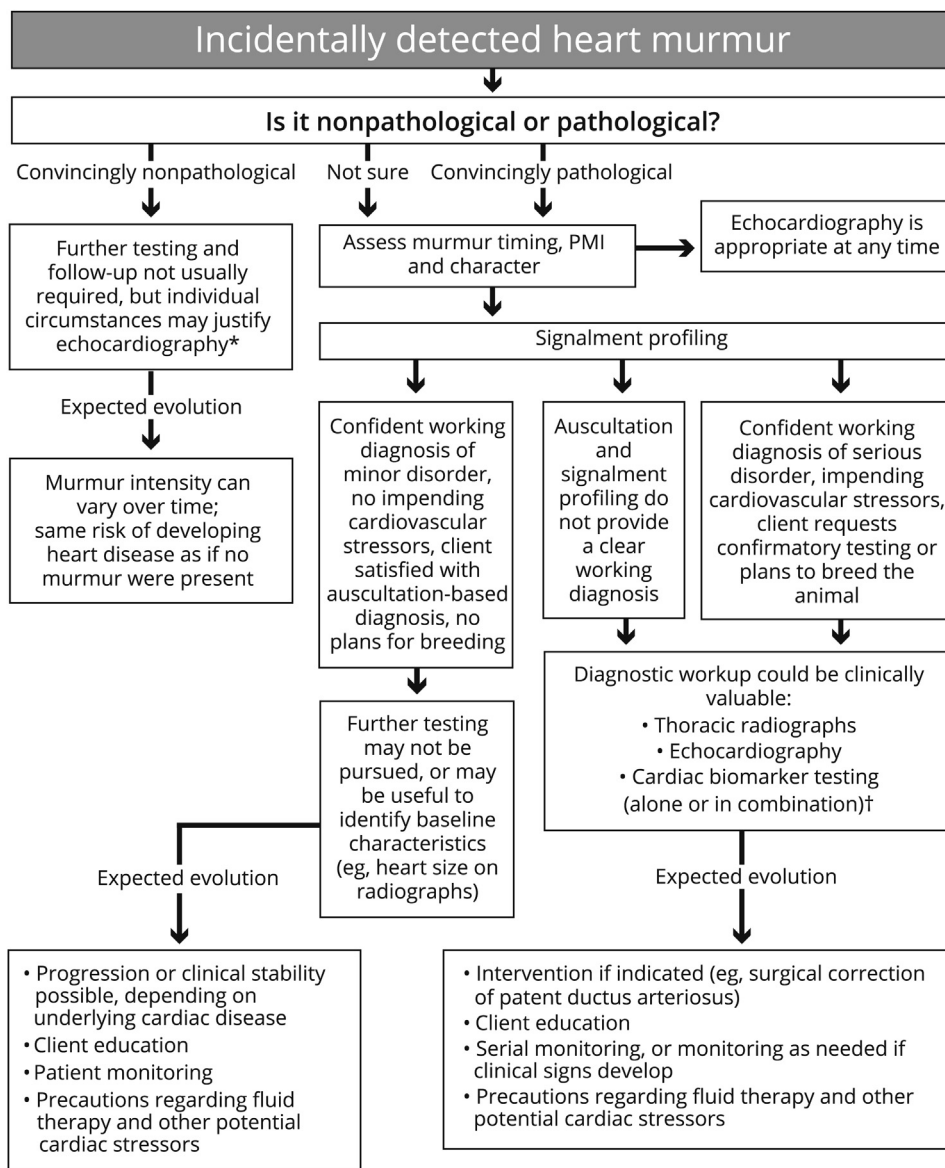 Incidentally detected heart murmur
Is it nonpathological or pathological?
Convincingly nonpathological
Not sure
Convincingly pathological
Further testing and
follow-up not usually
required, but individual
circumstances may justify
echocardiography*
Assess murmur timing, PMI
and character
Echocardiography is
appropriate at any time
Signalment profiling
Expected evolution
Murmur intensity can
vary over time;
same risk of developing
heart disease as if no
murmur were present
Confident working
diagnosis of
minor disorder,
no impending
cardiovascular
stressors, client
satisfied with
auscultation-based
diagnosis, no
plans for breeding
Auscultation
and
signalment
profiling do
not provide
a clear
working
diagnosis
Confident working
diagnosis of serious
disorder, impending
cardiovascular stressors,
client requests
confirmatory testing or
plans to breed the
animal
Further testing
may not be
pursued, or may
be useful to
identify baseline
characteristics
(eg, heart size on
radiographs)
Diagnostic workup could be clinically
valuable:
• Thoracic radiographs
• Echocardiography
• Cardiac biomarker testing
(alone or in combination)†
Expected evolution
Expected evolution
• Progression or clinical stability
possible, depending on
underlying cardiac disease
• Client education
• Patient monitoring
• Precautions regarding fluid
therapy and other potential
cardiac stressors
• Intervention if indicated (eg, surgical correction
of patent ductus arteriosus)
• Client education
• Serial monitoring, or monitoring as needed if
clinical signs develop
• Precautions regarding fluid therapy and other
potential cardiac stressors